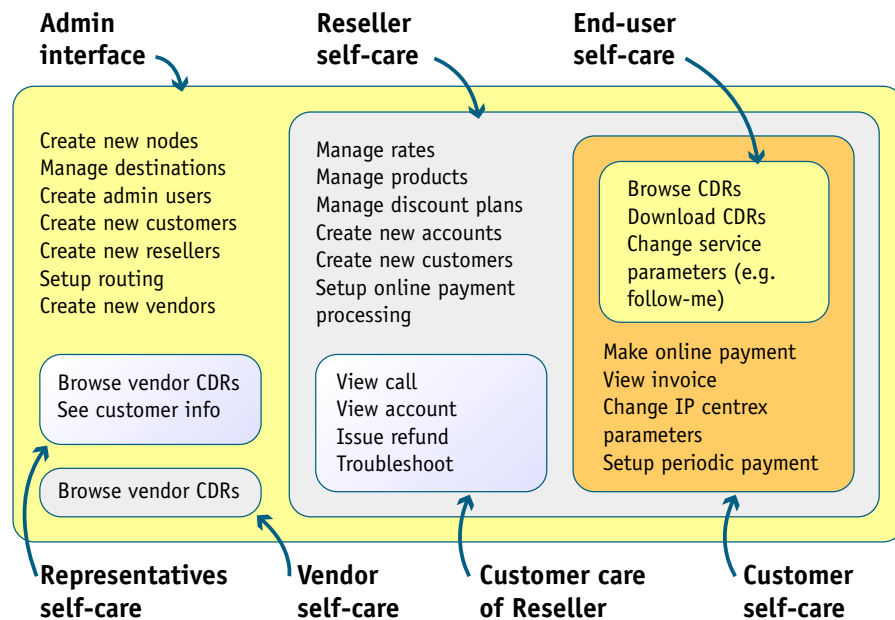 Admin
interface
Reseller
self-care
End-user
self-care
Create new nodes
Manage destinations
Create admin users
Create new customers
Create new resellers
Setup routing
Create new vendors
Browse vendor CDRs
See customer info
Browse vendor CDRs
Manage rates
Manage products
Manage discount plans
Create new accounts
Create new customers
Setup online payment
processing
View call
View account
Issue refund
Troubleshoot
Browse CDRs
Download CDRs
Change service
parameters (e.g.
follow-me)
Make online payment
View invoice
Change IP centrex
parameters
Setup periodic payment
Representatives
self-care
Vendor
self-care
Customer care
of Reseller
Customer
self-care